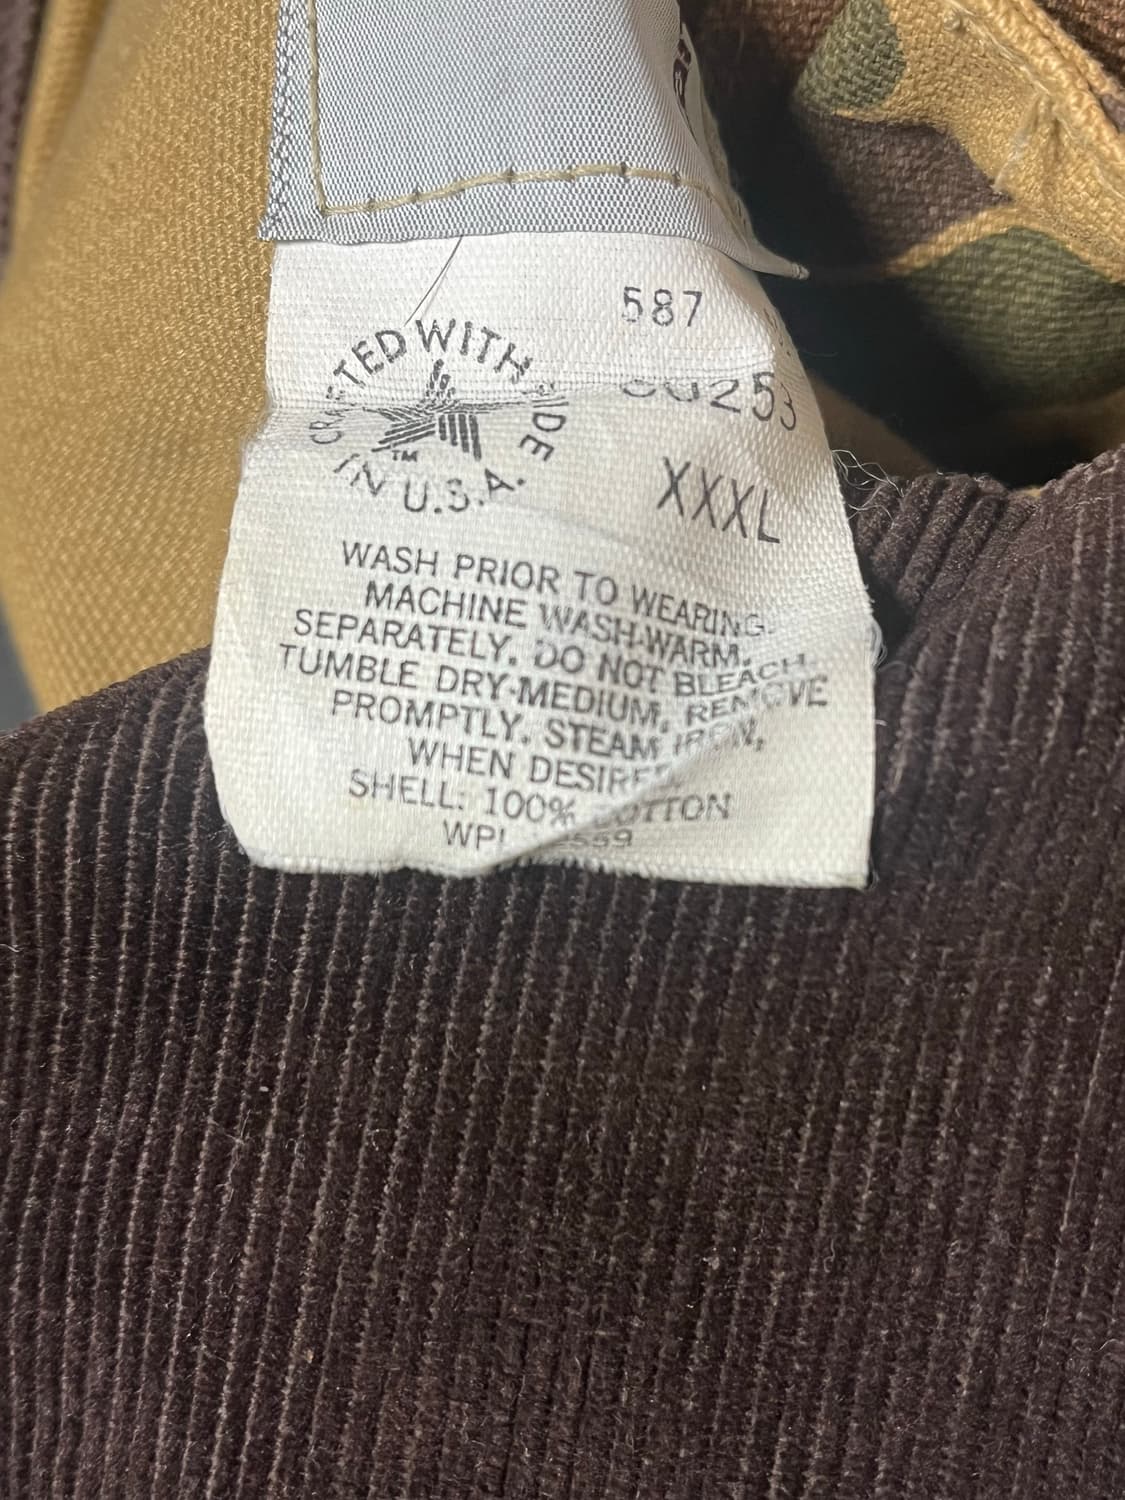 587
CRAFTED WITH PRIDE
IN U.S.A.
TM
XXXL
WASH PRIOR TO WEARING.
MACHINE WASH-WARM,
SEPARATELY. DO NOT BLEACH.
TUMBLE DRY-MEDIUM, REMOVE
PROMPTLY. STEAM IRON,
WHEN DESIRED
SHELL: 100% COTTON